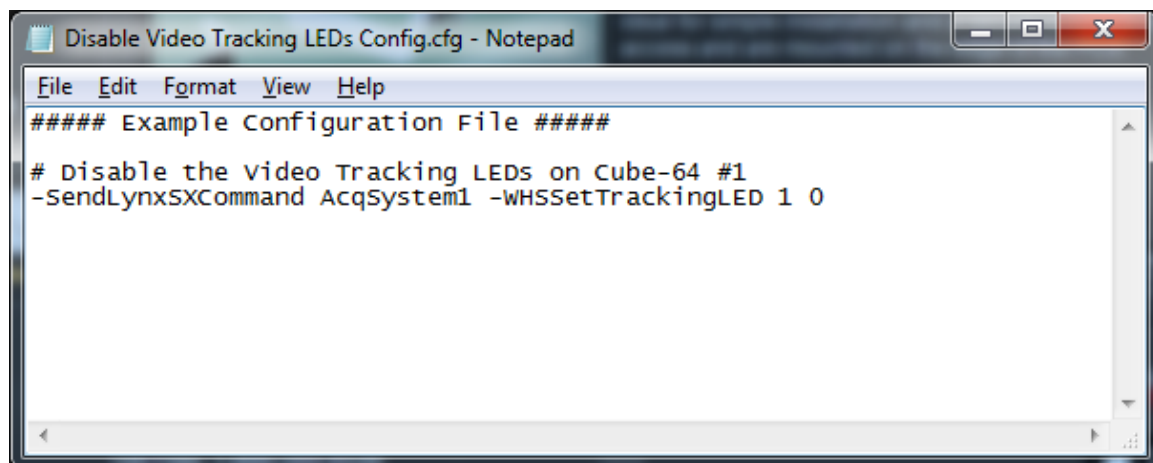 Disable Video Tracking LEDs Config.cfg - Notepad
File Edit Format View Help
##### Example Configuration File #####
# Disable the Video Tracking LEDs on Cube-64 #1
-SendLynxSXCommand AcqSystem1 -WHSSetTrackingLED 1 0